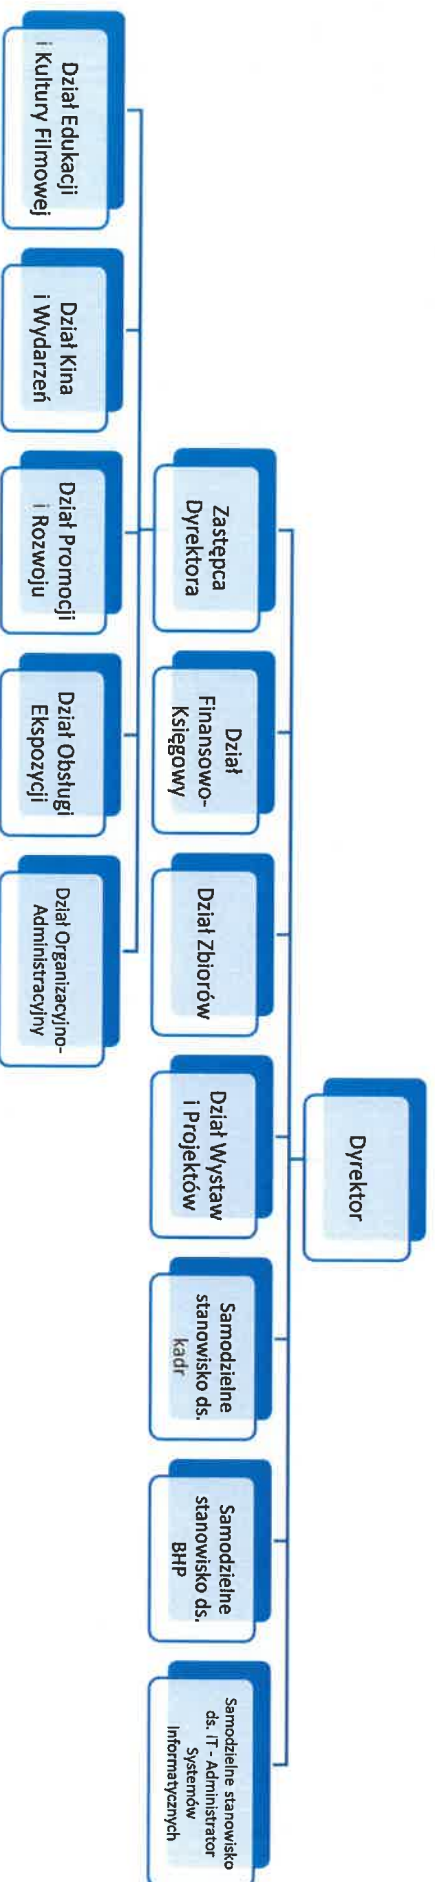 Dyrektor
Zastępca
Dyrektora
Dział
Finansowo-
Księgowy
Dział Zbiorów
Dział Wystaw
i Projektów
Samodzielne
stanowisko ds.
kadr
Samodzielne
stanowisko ds.
BHP
Samodzielne stanowisko
ds. IT - Administrator
Systemów
Informatycznych
Dział Edukacji
i Kultury Filmowej
Dział Kina
i Wydarzeń
Dział Promocji
i Rozwoju
Dział Obsługi
Ekspozycji
Dział Organizacyjno-
Administracyjny